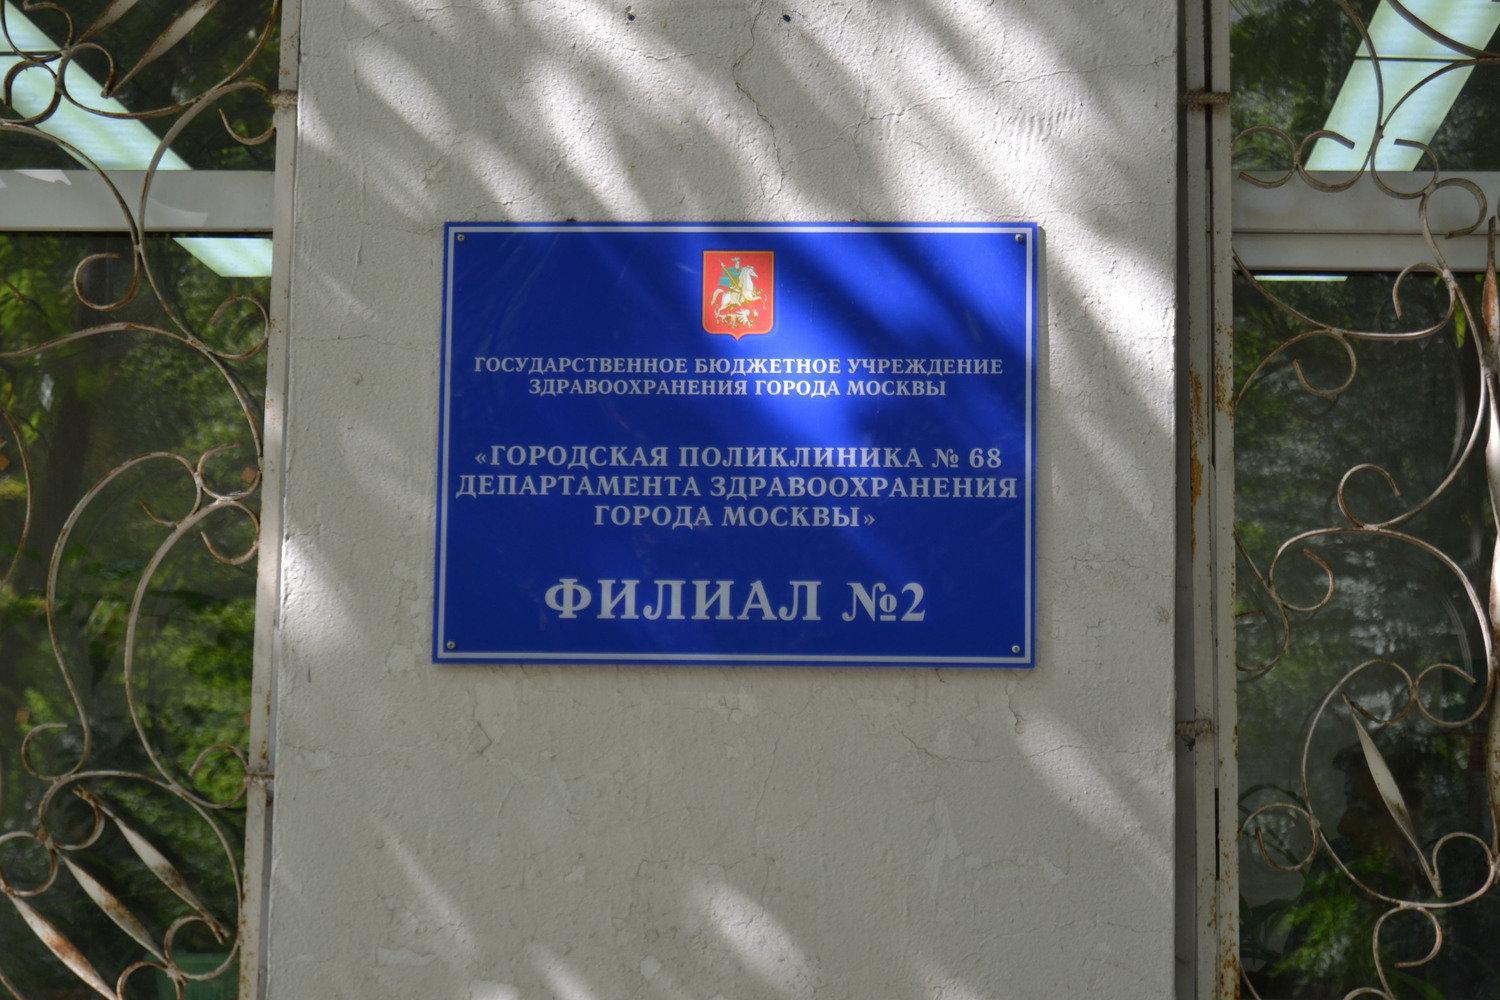 ГОСУДАРСТВЕННОЕ БЮДЖЕТНОЕ УЧРЕЖДЕНИЕ
ЗДРАВООХРАНЕНИЯ ГОРОДА МОСКВЫ
«ГОРОДСКАЯ ПОЛИКЛИНИКА № 68
ДЕПАРТАМЕНТА ЗДРАВООХРАНЕНИЯ
ГОРОДА МОСКВЫ»
ФИЛИАЛ №2